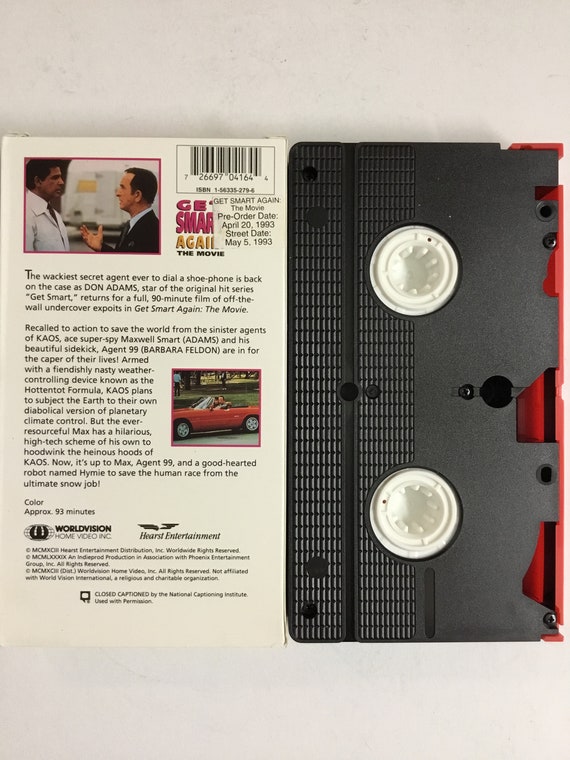 7 26697 04164 4
ISBN 1-56335-279-6
GET SMART AGAIN:
The Movie
Pre-Order Date:
April 20, 1993
Street Date:
May 5, 1993
GE
SMAR
AGAI
THE MOVIE
The wackiest secret agent ever to dial a shoe-phone is back
on the case as DON ADAMS, star of the original hit series
"Get Smart," returns for a full, 90-minute film of off-the-
wall undercover expoits in Get Smart Again: The Movie.
Recalled to action to save the world from the sinister agents
of KAOS, ace super-spy Maxwell Smart (ADAMS) and his
beautiful sidekick, Agent 99 (BARBARA FELDON) are in for
the caper of their lives! Armed
with a fiendishly nasty weather-
controlling device known as the
Hottentot Formula, KAOS plans
to subject the Earth to their own
diabolical version of planetary
climate control. But the ever-
resourceful Max has a hilarious,
high-tech scheme of his own to
hoodwink the heinous hoods of
KAOS. Now, it's up to Max, Agent 99, and a good-hearted
robot named Hymie to save the human race from the
ultimate snow job!
Color
Approx. 93 minutes
WORLDVISION
HOME VIDEO INC.
Hearst Entertainment
© MCMXCIII Hearst Entertainment Distribution, Inc. Worldwide Rights Reserved.
© MCMLXXXIX An Indieprod Production in Association with Phoenix Entertainment
Group, Inc. All Rights Reserved.
© MCMXCIII (Dist.) Worldvision Home Video, Inc. All Rights Reserved. Not affiliated
with World Vision International, a religious and charitable organization.
CLOSED CAPTIONED by the National Captioning Institute.
Used with Permission.